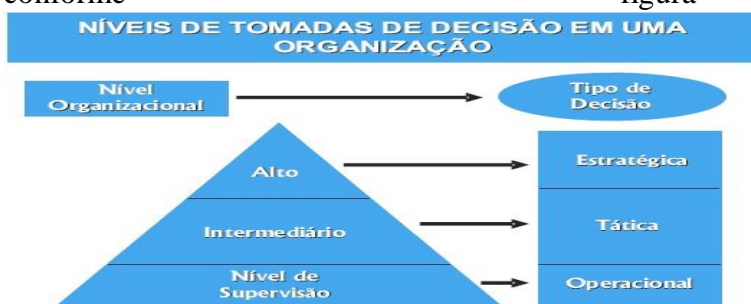 conforme figura
NÍVEIS DE TOMADAS DE DECISÃO EM UMA
ORGANIZAÇÃO
Nível
Organizacional
Tipo de
Decisão
Alto
Estratégica
Intermediário
Tática
Nível de
Supervisão
Operacional